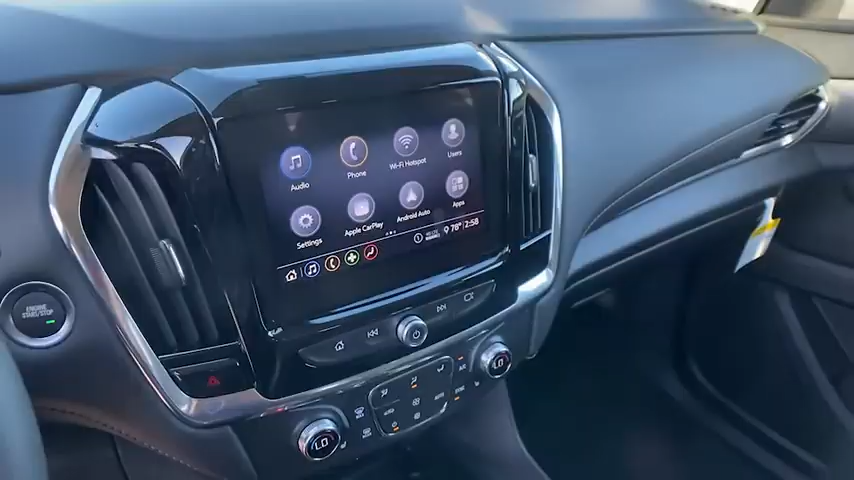 Audio
Phone
Wi-Fi Hotspot
Users
Settings
Apple CarPlay
Android Auto
Apps
78° 2:58
ENGINE
START/STOP
LO
LO